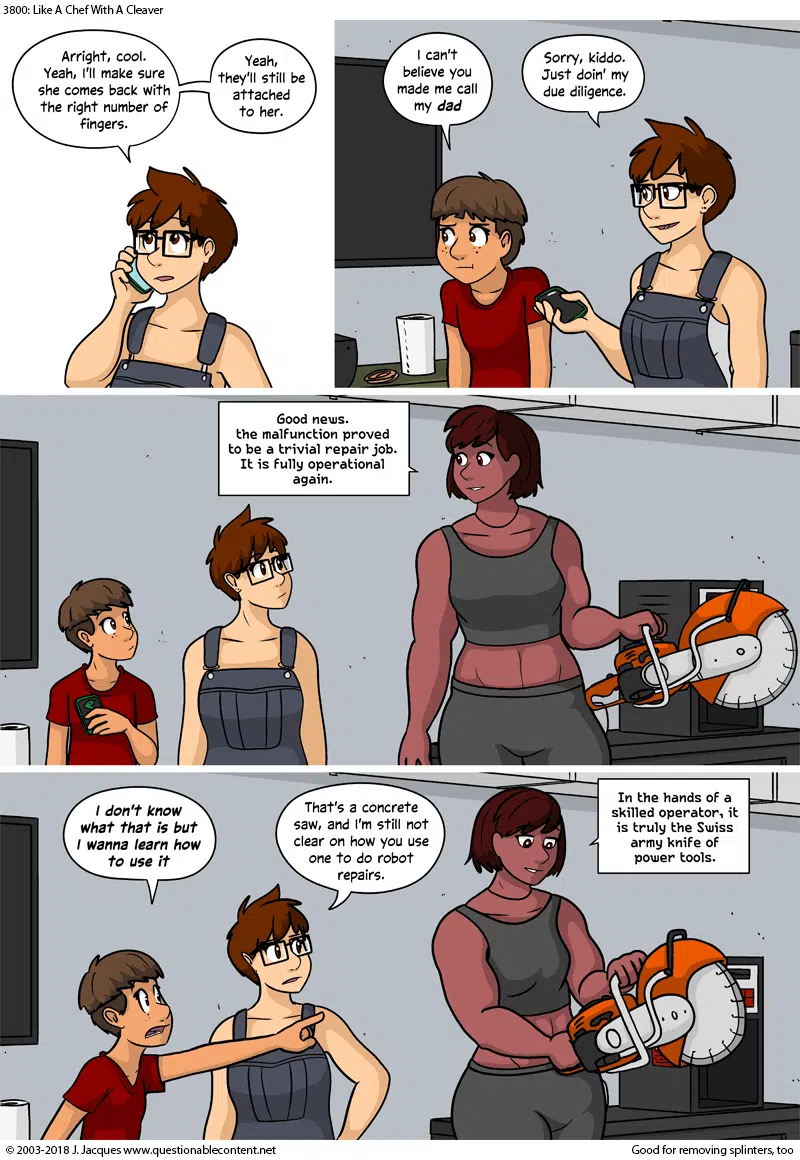 3800: Like A Chef With A Cleaver
Arright, cool.
Yeah, I'll make sure
she comes back with
the right number of
fingers.
Yeah,
they'll still be
attached
to her.
I can't
believe you
made me call
my dad
Sorry, kiddo.
Just doin' my
due diligence.
Good news.
the malfunction proved
to be a trivial repair job.
It is fully operational
again.
I don't know
what that is but
I wanna learn how
to use it
That's a concrete
saw, and I'm still not
clear on how you use
one to do robot
repairs.
In the hands of a
skilled operator, it
is truly the Swiss
army knife of
power tools.
© 2003-2018 J. Jacques www.questionablecontent.net
Good for removing splinters, too